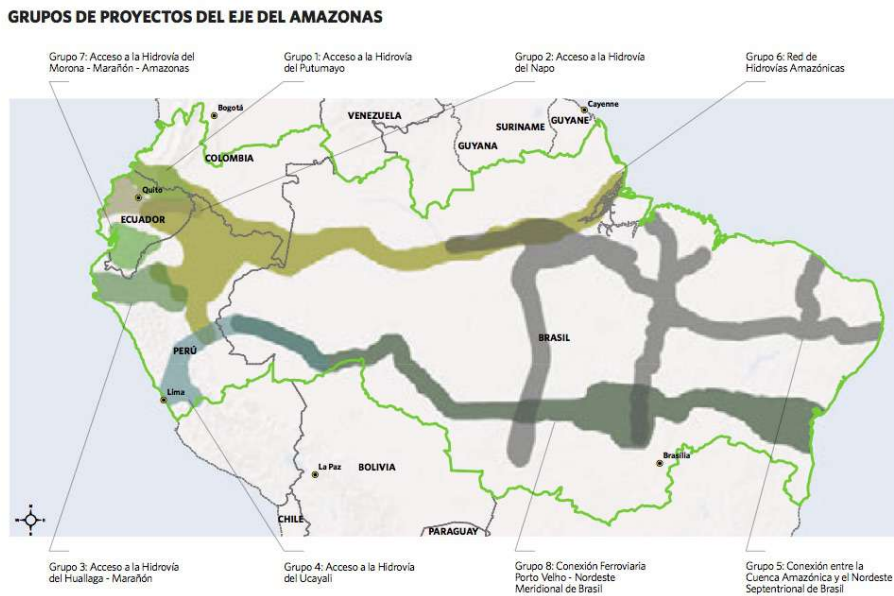 GRUPOS DE PROYECTOS DEL EJE DEL AMAZONAS
Grupo 7: Acceso a la Hidrovía del
Morona - Marañón - Amazonas
Grupo 1: Acceso a la Hidrovía
del Putumayo
Grupo 2: Acceso a la Hidrovía
del Napo
Grupo 6: Red de
Hidrovías Amazónicas
Bogotá
VENEZUELA
Cayenne
SURINAME
GUYANE
GUYANA
COLOMBIA
Quito
ECUADOR
BRASIL
PERÚ
Lima
Brasilia
La Paz
BOLIVIA
CHILE
PARAGUAY
Grupo 3: Acceso a la Hidrovía
del Huallaga - Marañón
Grupo 4: Acceso a la Hidrovía
del Ucayali
Grupo 8: Conexión Ferroviaria
Porto Velho - Nordeste
Meridional de Brasil
Grupo 5: Conexión entre la
Cuenca Amazónica y el Nordeste
Septentrional de Brasil